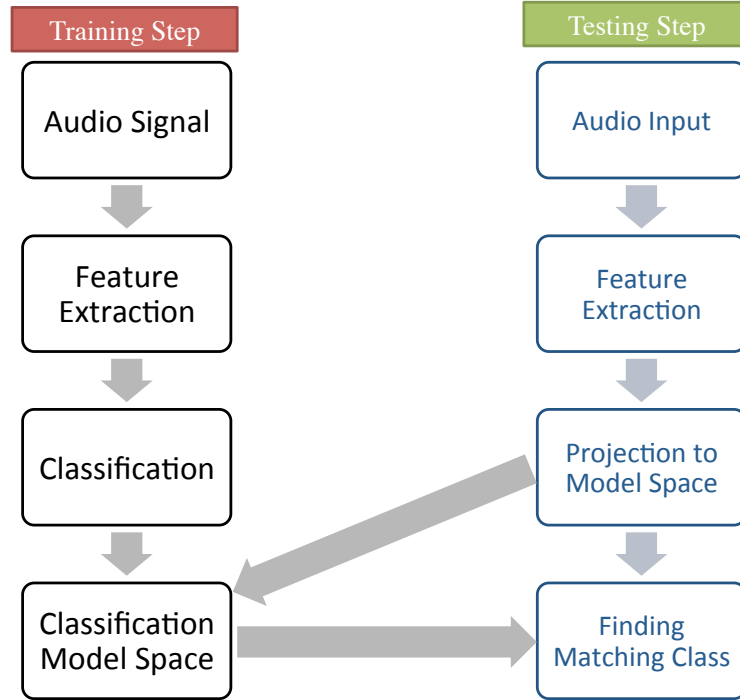 Training Step
Testing Step
Audio Signal
Audio Input
Feature
Extraction
Feature
Extraction
Classification
Projection to
Model Space
Classification
Model Space
Finding
Matching Class